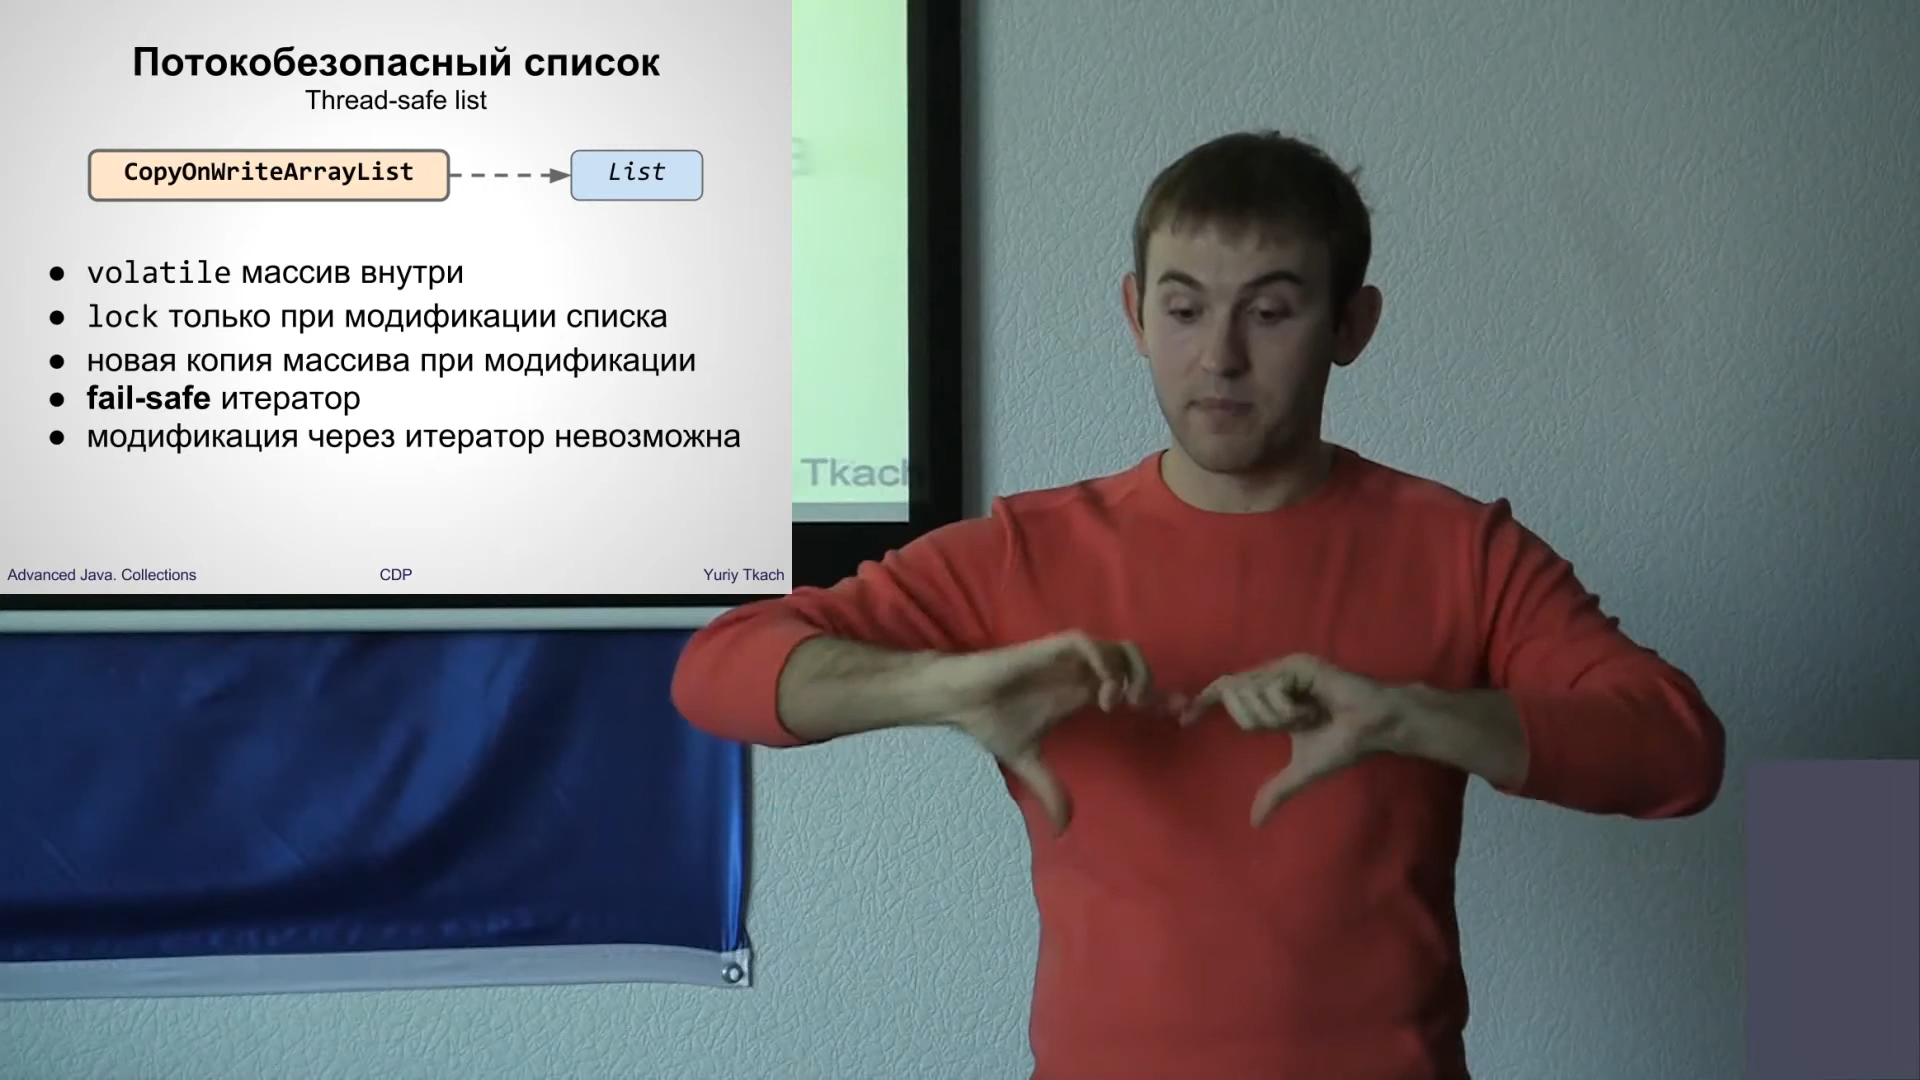 Потокобезопасный список
Thread-safe list
CopyOnWriteArrayList
List
● volatile массив внутри
● lock только при модификации списка
● новая копия массива при модификации
● fail-safe итератор
● модификация через итератор невозможна
Tkach
Advanced Java. Collections CDP Yuriy Tkach